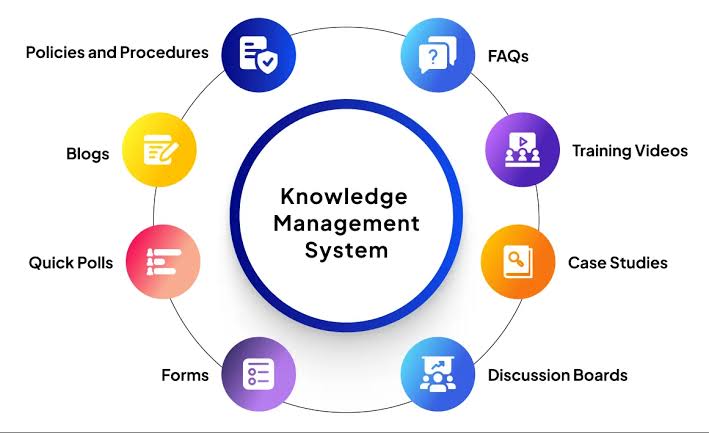 Policies and Procedures
FAQs
Blogs
Training Videos
Knowledge
Management
System
Quick Polls
Case Studies
Forms
Discussion Boards